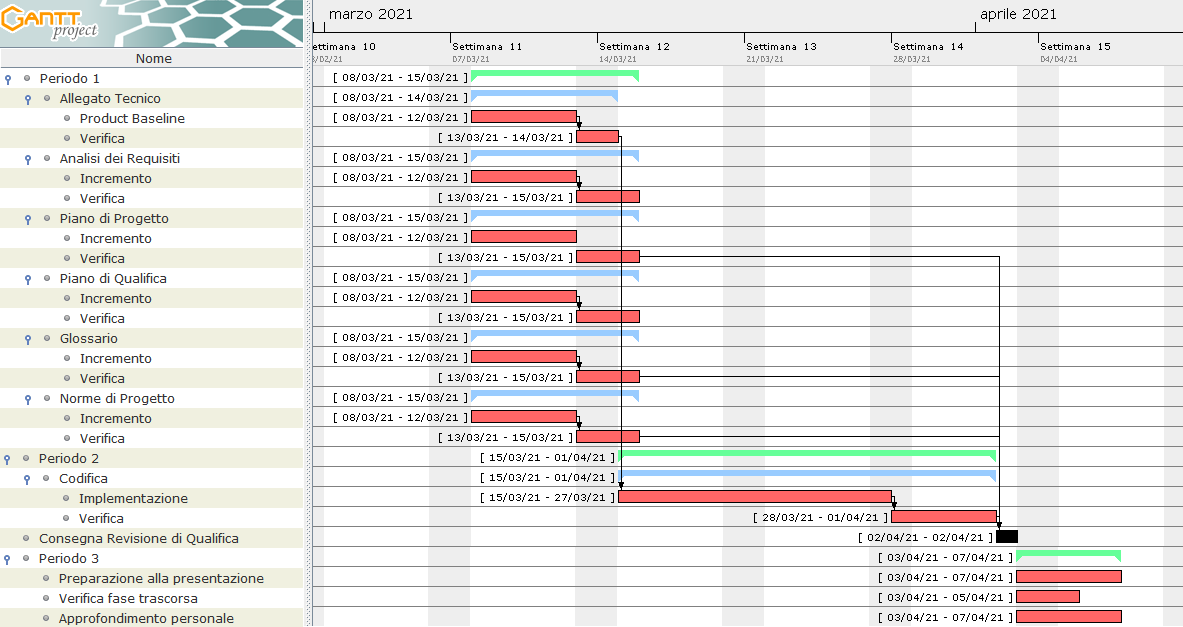 GANTT project
marzo 2021
aprile 2021
ettimana 10
Settimana 11
Settimana 12
Settimana 13
Settimana 14
Settimana 15
/02/21
07/03/21
14/03/21
21/03/21
28/03/21
04/04/21
Nome
Periodo 1 [ 08/03/21 - 15/03/21 ]
Allegato Tecnico [ 08/03/21 - 14/03/21 ]
Product Baseline [ 08/03/21 - 12/03/21 ]
Verifica [ 13/03/21 - 14/03/21 ]
Analisi dei Requisiti [ 08/03/21 - 15/03/21 ]
Incremento [ 08/03/21 - 12/03/21 ]
Verifica [ 13/03/21 - 15/03/21 ]
Piano di Progetto [ 08/03/21 - 15/03/21 ]
Incremento [ 08/03/21 - 12/03/21 ]
Verifica [ 13/03/21 - 15/03/21 ]
Piano di Qualifica [ 08/03/21 - 15/03/21 ]
Incremento [ 08/03/21 - 12/03/21 ]
Verifica [ 13/03/21 - 15/03/21 ]
Glossario [ 08/03/21 - 15/03/21 ]
Incremento [ 08/03/21 - 12/03/21 ]
Verifica [ 13/03/21 - 15/03/21 ]
Norme di Progetto [ 08/03/21 - 15/03/21 ]
Incremento [ 08/03/21 - 12/03/21 ]
Verifica [ 13/03/21 - 15/03/21 ]
Periodo 2 [ 15/03/21 - 01/04/21 ]
Codifica [ 15/03/21 - 01/04/21 ]
Implementazione [ 15/03/21 - 27/03/21 ]
Verifica [ 28/03/21 - 01/04/21 ]
Consegna Revisione di Qualifica [ 02/04/21 - 02/04/21 ]
Periodo 3 [ 03/04/21 - 07/04/21 ]
Preparazione alla presentazione [ 03/04/21 - 07/04/21 ]
Verifica fase trascorsa [ 03/04/21 - 05/04/21 ]
Approfondimento personale [ 03/04/21 - 07/04/21 ]